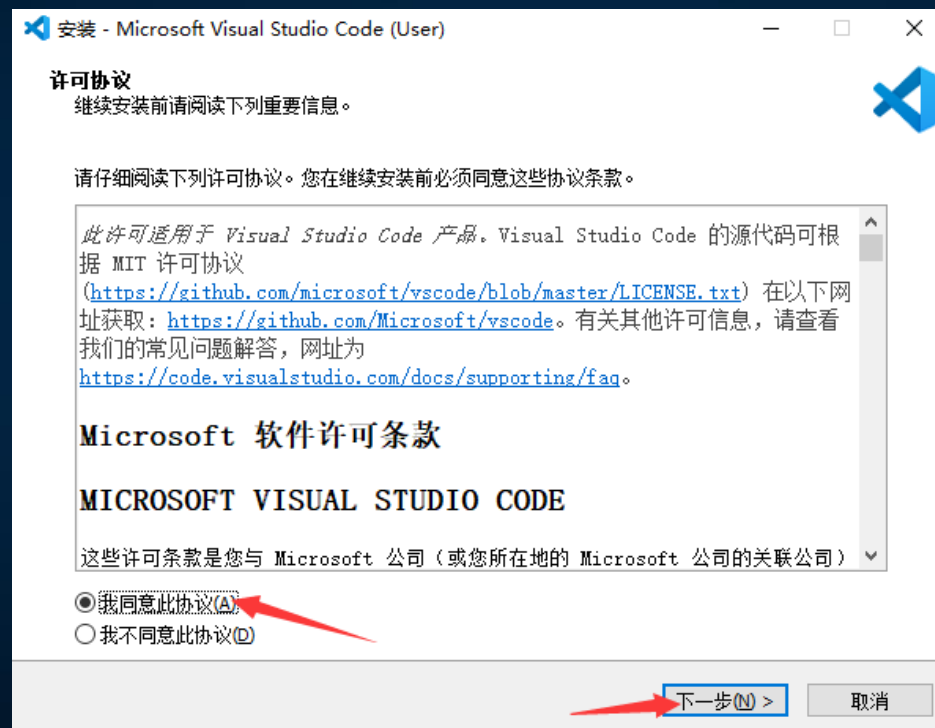 安装 - Microsoft Visual Studio Code (User)
许可协议
继续安装前请阅读下列重要信息。
请仔细阅读下列许可协议。您在继续安装前必须同意这些协议条款。
此许可适用于 Visual Studio Code 产品。Visual Studio Code 的源代码可根
据 MIT 许可协议
(https://github.com/microsoft/vscode/blob/master/LICENSE.txt) 在以下网
址获取：https://github.com/Microsoft/vscode。有关其他许可信息，请查看
我们的常见问题解答，网址为
https://code.visualstudio.com/docs/supporting/faq。
Microsoft 软件许可条款
MICROSOFT VISUAL STUDIO CODE
这些许可条款是您与 Microsoft 公司（或您所在地的 Microsoft 公司的关联公司）
我同意此协议(A)
我不同意此协议(D)
下一步(N) >
取消